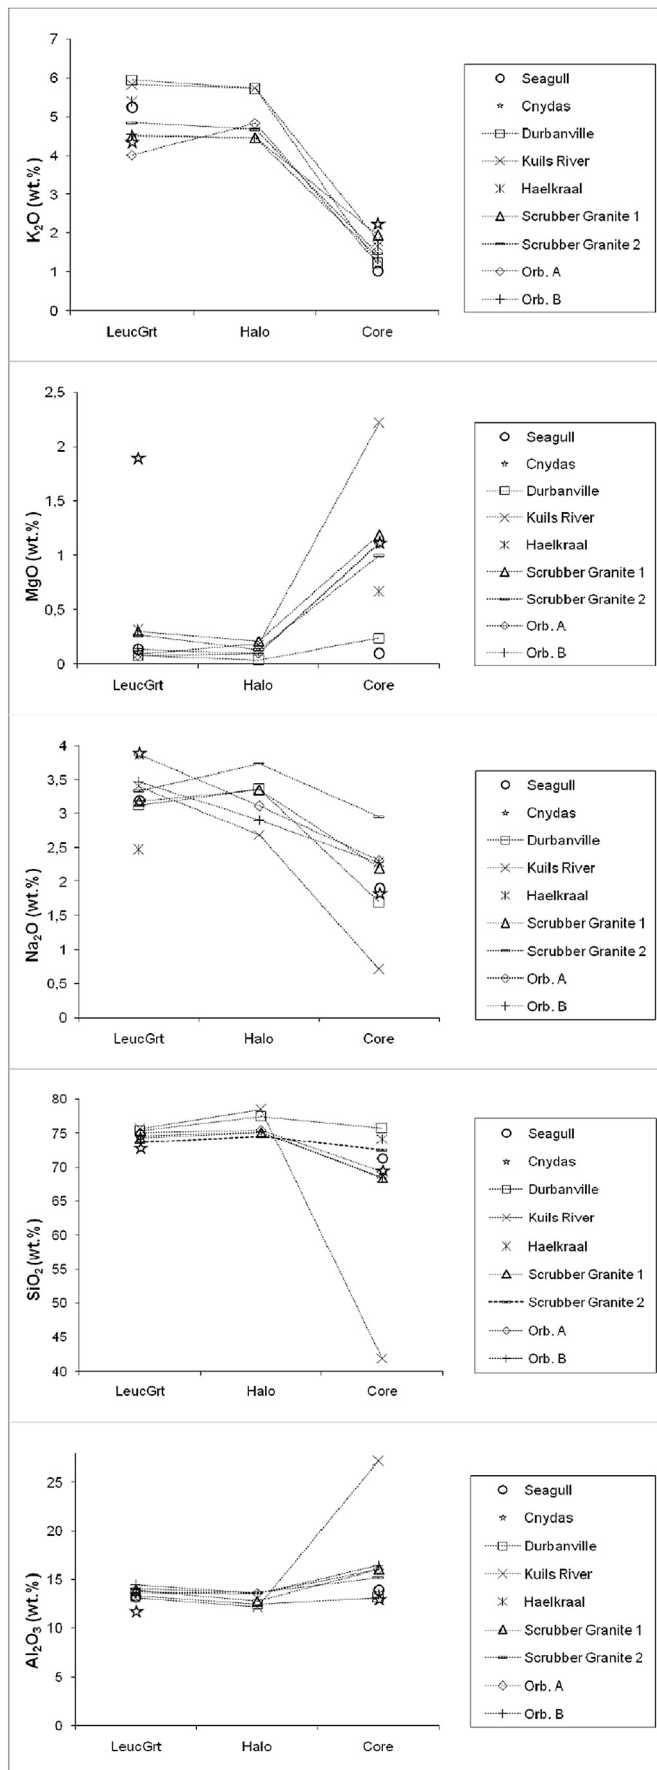 K₂O (wt.%)
7
6
5
4
3
2
1
0
LeucGrt Halo Core
Seagull
Cnydas
Durbanville
Kuils River
Haelkraal
Scrubber Granite 1
Scrubber Granite 2
Orb. A
Orb. B
MgO (wt.%)
2,5
2
1,5
1
0,5
0
LeucGrt Halo Core
Seagull
Cnydas
Durbanville
Kuils River
Haelkraal
Scrubber Granite 1
Scrubber Granite 2
Orb. A
Orb. B
Na₂O (wt.%)
4
3,5
3
2,5
2
1,5
1
0,5
0
LeucGrt Halo Core
Seagull
Cnydas
Durbanville
Kuils River
Haelkraal
Scrubber Granite 1
Scrubber Granite 2
Orb. A
Orb. B
SiO₂ (wt.%)
80
75
70
65
60
55
50
45
40
LeucGrt Halo Core
Seagull
Cnydas
Durbanville
Kuils River
Haelkraal
Scrubber Granite 1
Scrubber Granite 2
Orb. A
Orb. B
Al₂O₃ (wt.%)
25
20
15
10
5
0
LeucGrt Halo Core
Seagull
Cnydas
Durbanville
Kuils River
Haelkraal
Scrubber Granite 1
Scrubber Granite 2
Orb. A
Orb. B